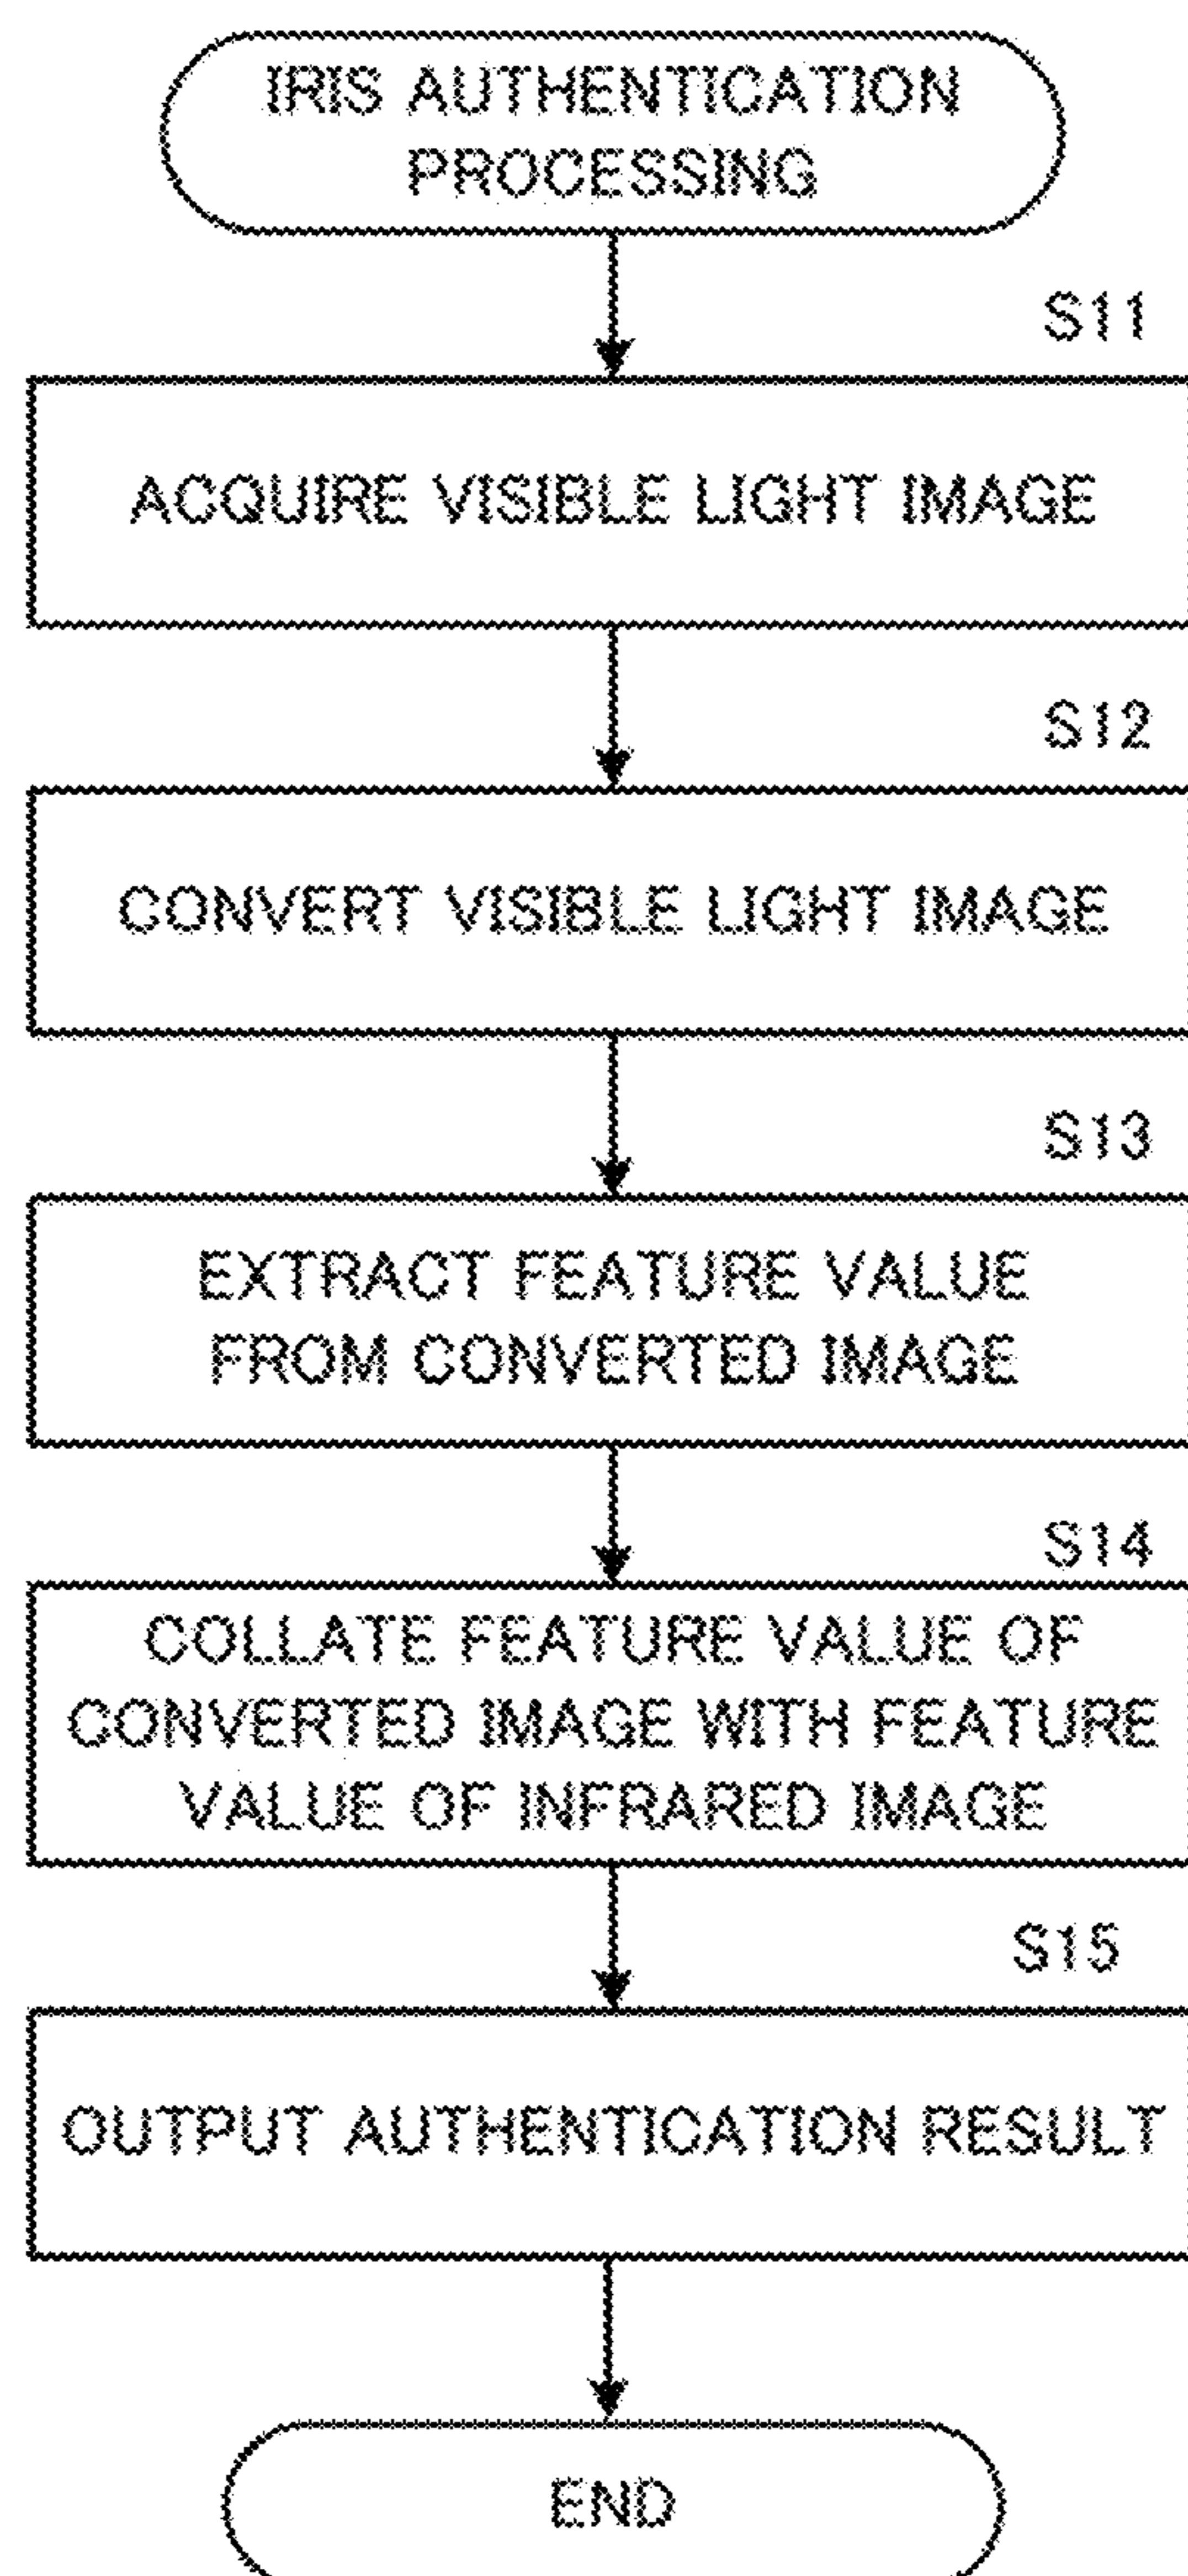 IRIS AUTHENTICATION
PROCESSING
S11
ACQUIRE VISIBLE LIGHT IMAGE
S12
CONVERT VISIBLE LIGHT IMAGE
S13
EXTRACT FEATURE VALUE
FROM CONVERTED IMAGE
S14
COLLATE FEATURE VALUE OF
CONVERTED IMAGE WITH FEATURE
VALUE OF INFRARED IMAGE
S15
OUTPUT AUTHENTICATION RESULT
END